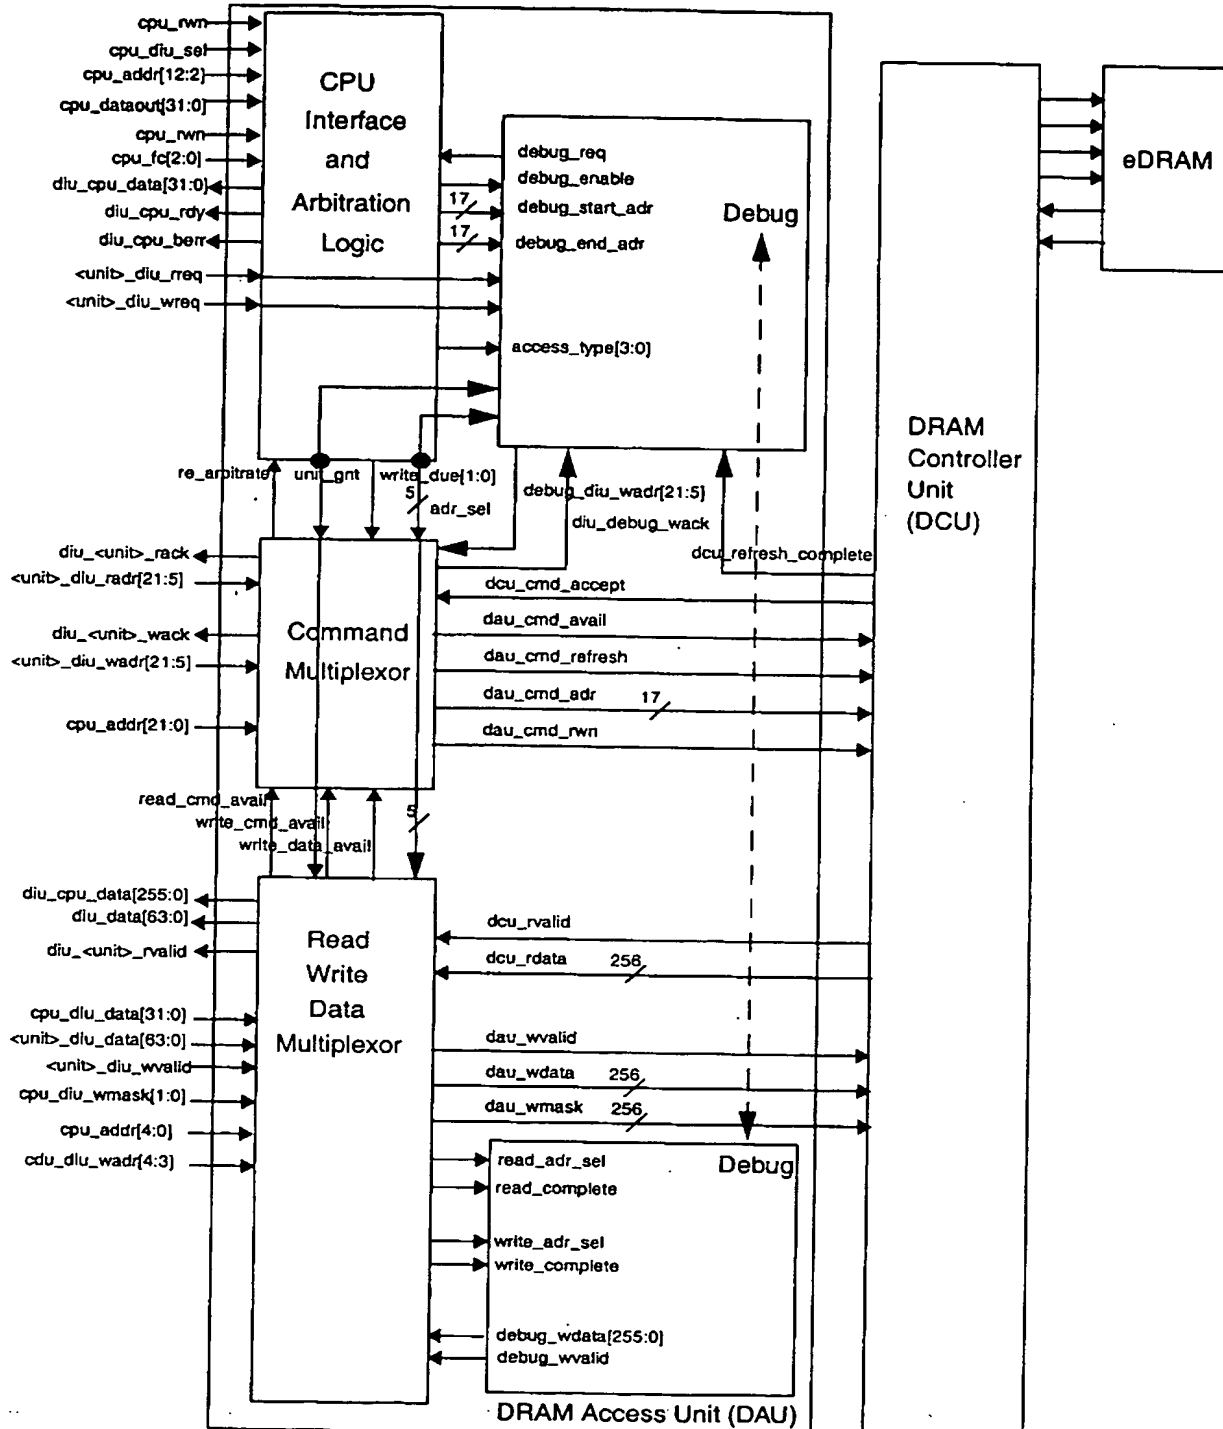 cpu_rwn
cpu_diu_sel
cpu_addr[12:2]
cpu_dataout[31:0]
cpu_rwn
cpu_fc[2:0]
diu_cpu_data[31:0]
diu_cpu_rdy
diu_cpu_berr
<unit>_diu_rreq
<unit>_diu_wreq
CPU
Interface
and
Arbitration
Logic
debug_req
debug_enable
17
debug_start_adr
17
debug_end_adr
access_type[3:0]
Debug
eDRAM
DRAM
Controller
Unit
(DCU)
re_arbitrate
unit_gnt
write_due[1:0]
5
adr_sel
debug_diu_wadr[21:5]
diu_debug_wack
dcu_refresh_complete
diu_<unit>_rack
<unit>_diu_radr[21:5]
diu_<unit>_wack
<unit>_diu_wadr[21:5]
cpu_addr[21:0]
Command
Multiplexor
dcu_cmd_accept
dau_cmd_avail
dau_cmd_refresh
dau_cmd_adr 17
dau_cmd_rwn
read_cmd_avail
write_cmd_avail
write_data_avail
5
diu_cpu_data[255:0]
diu_data[63:0]
diu_<unit>_rvalid
cpu_diu_data[31:0]
<unit>_diu_data[63:0]
<unit>_diu_wvalid
cpu_diu_wmask[1:0]
cpu_addr[4:0]
cdu_diu_wadr[4:3]
Read
Write
Data
Multiplexor
dcu_rvalid
dcu_rdata 256
dau_wvalid
dau_wdata 256
dau_wmask 256
read_adr_sel
Debug
read_complete
write_adr_sel
write_complete
debug_wdata[255:0]
debug_wvalid
DRAM Access Unit (DAU)